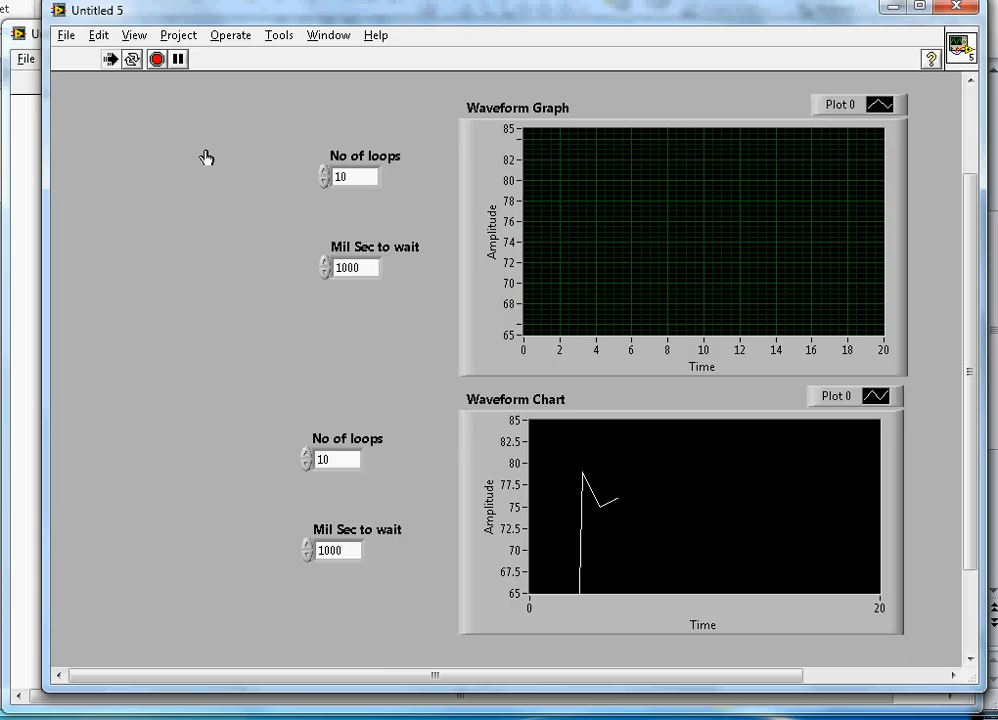 et
Untitled 5
U
File Edit View Project Operate Tools Window Help
File
?
5
Waveform Graph
Plot 0
No of loops
10
Mil Sec to wait
1000
Amplitude
85
82
80
78
76
74
72
70
68
65
0 2 4 6 8 10 12 14 16 18 20
Time
Waveform Chart
Plot 0
No of loops
10
Mil Sec to wait
1000
Amplitude
85
82.5
80
77.5
75
72.5
70
67.5
65
0 20
Time